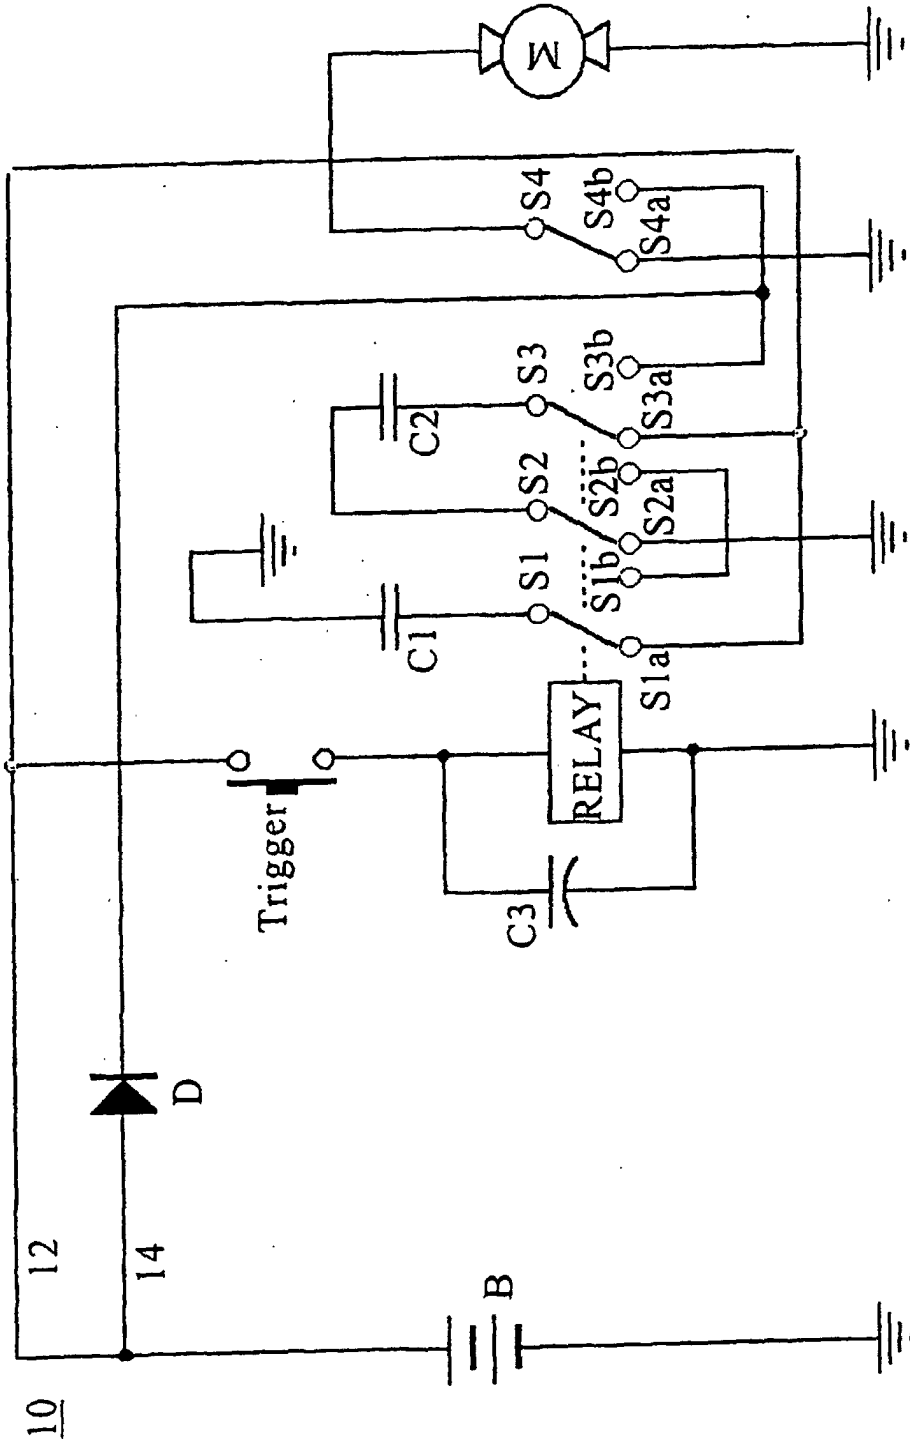 10
12
14
B
D
Trigger
C3
RELAY
C1
C2
S1
S2
S3
S4
S1a
S1b
S2a
S2b
S3a
S3b
S4a
S4b
M